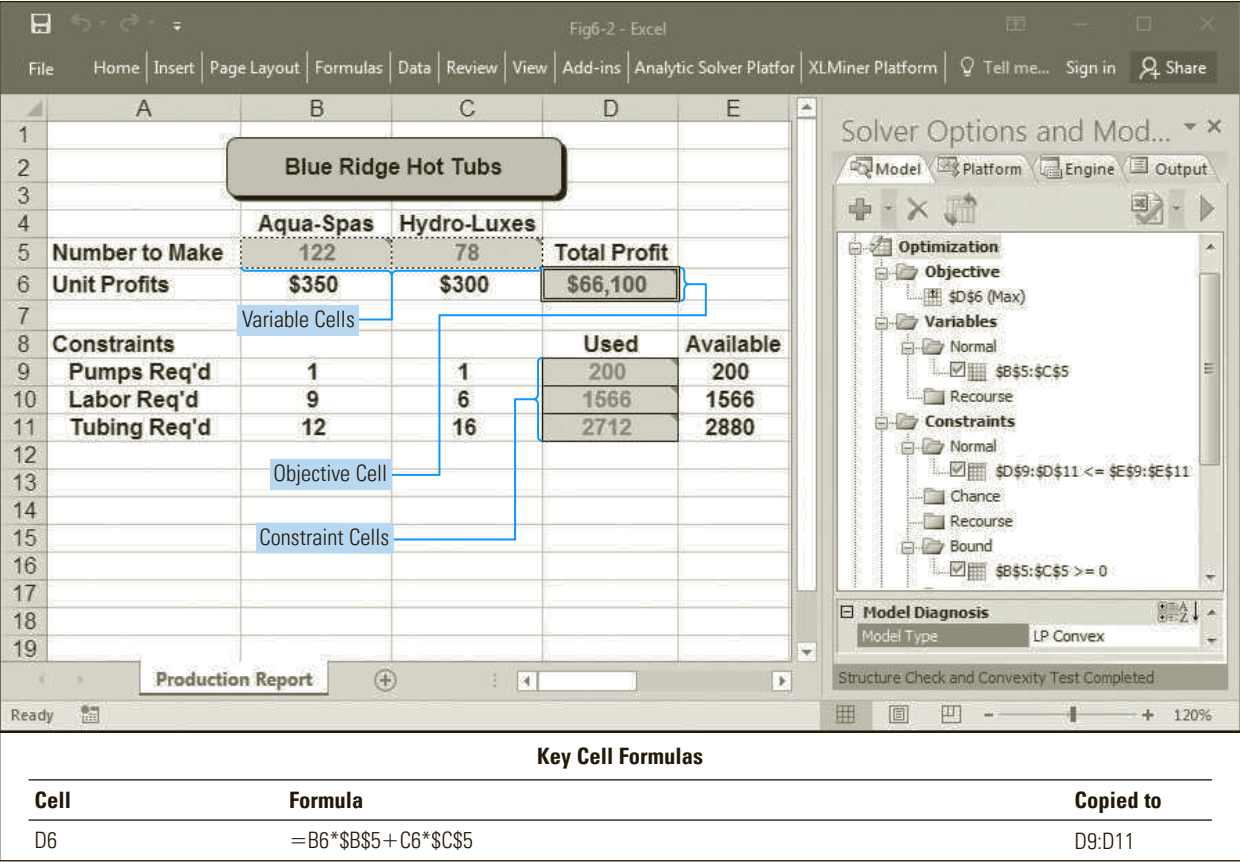 Fig6-2 - Excel
File Home Insert Page Layout Formulas Data Review View Add-ins Analytic Solver Platfor XLMiner Platform Tell me... Sign in Share
A B C D E
1
2 Blue Ridge Hot Tubs
3
4 Aqua-Spas Hydro-Luxes
5 Number to Make 122 78 Total Profit
6 Unit Profits $350 $300 $66,100
7 Variable Cells
8 Constraints Used Available
9 Pumps Req'd 1 1 200 200
10 Labor Req'd 9 6 1566 1566
11 Tubing Req'd 12 16 2712 2880
12
13 Objective Cell
14
15 Constraint Cells
16
17
18
19
Production Report
Ready
Solver Options and Mod...
Model Platform Engine Output
Optimization
Objective
$D$6 (Max)
Variables
Normal
$B$5:$C$5
Recourse
Constraints
Normal
$D$9:$D$11 <= $E$9:$E$11
Chance
Recourse
Bound
$B$5:$C$5 >= 0
Model Diagnosis
Model Type LP Convex
Structure Check and Convexity Test Completed
120%
Key Cell Formulas
Cell Formula Copied to
D6 =B6*$B$5+C6*$C$5 D9:D11